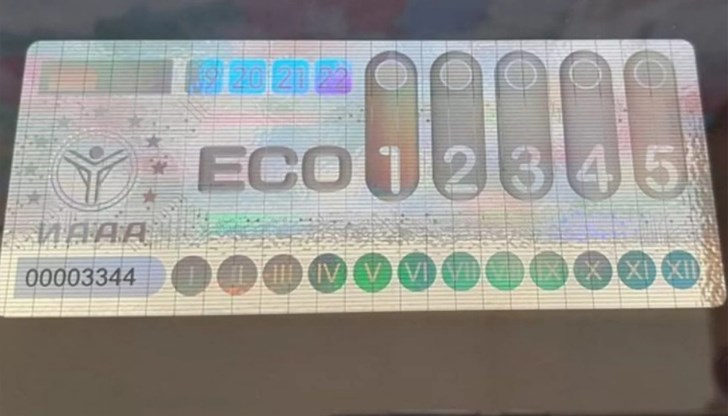 19 20 21 22
ECO 1 2 3 4 5
ИААА
00003344 I II III IV V VI VII VIII IX X XI XII